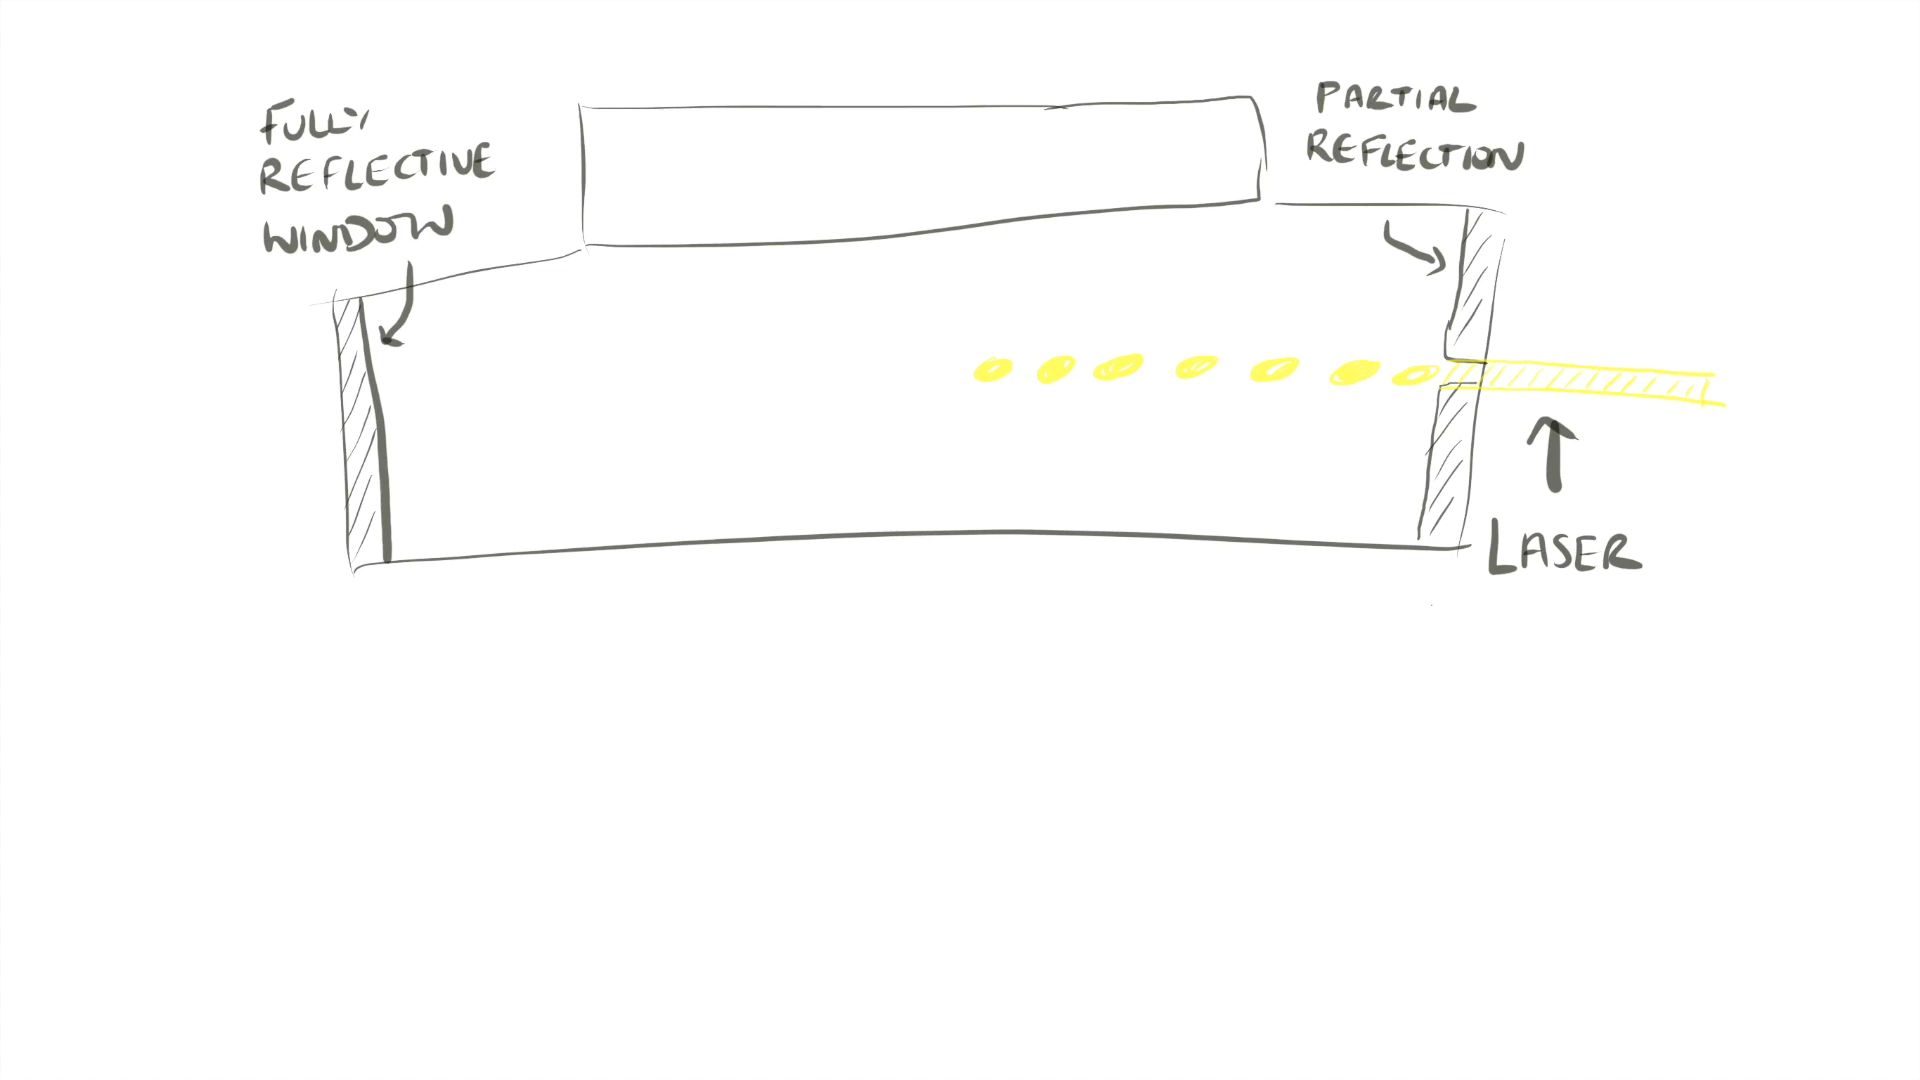 FULLY
REFLECTIVE
WINDOW
PARTIAL
REFLECTION
LASER